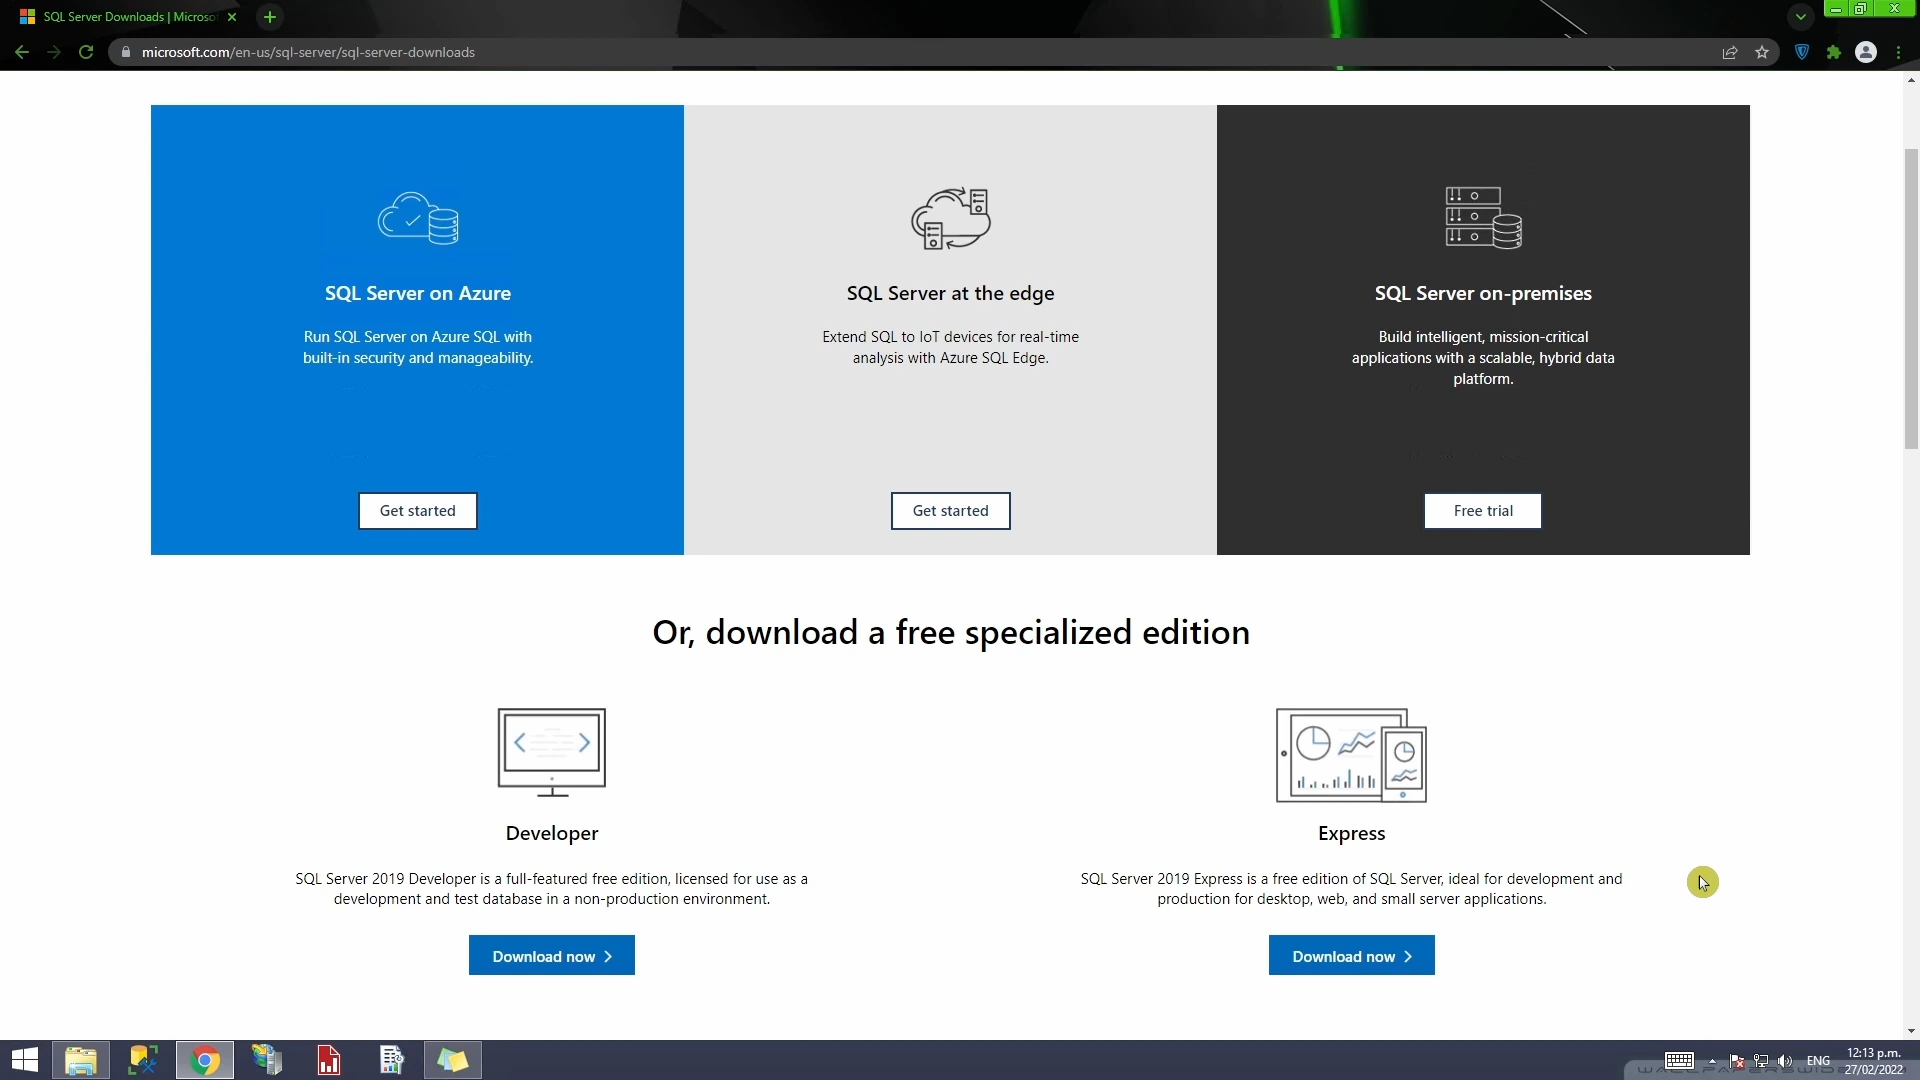 SQL Server Downloads | Microso
microsoft.com/en-us/sql-server/sql-server-downloads
SQL Server on Azure
Run SQL Server on Azure SQL with
built-in security and manageability.
Get started
SQL Server at the edge
Extend SQL to IoT devices for real-time
analysis with Azure SQL Edge.
Get started
SQL Server on-premises
Build intelligent, mission-critical
applications with a scalable, hybrid data
platform.
Free trial
Or, download a free specialized edition
Developer
SQL Server 2019 Developer is a full-featured free edition, licensed for use as a
development and test database in a non-production environment.
Download now
Express
SQL Server 2019 Express is a free edition of SQL Server, ideal for development and
production for desktop, web, and small server applications.
Download now
ENG
12:13 p.m.
27/02/2022